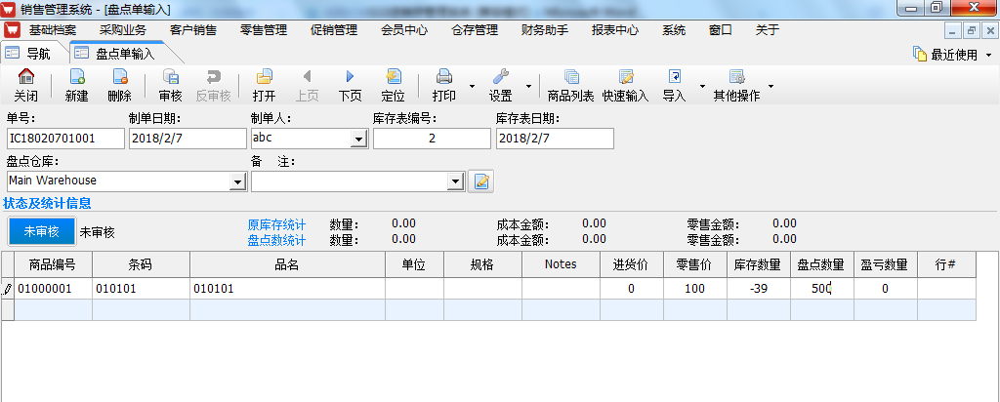 销售管理系统 - [盘点单输入]
基础档案 采购业务 客户销售 零售管理 促销管理 会员中心 仓存管理 财务助手 报表中心 系统 窗口 关于
导航 盘点单输入 最近使用
关闭 新建 删除 审核 反审核 打开 上页 下页 定位 打印 设置 商品列表 快速输入 导入 其他操作
单号: 制单日期: 制单人: 库存表编号: 库存表日期:
IC18020701001 2018/2/7 abc 2 2018/2/7
盘点仓库: 备 注:
Main Warehouse
状态及统计信息
未审核 未审核
原库存统计 数量: 0.00 成本金额: 0.00 零售金额: 0.00
盘点数统计 数量: 0.00 成本金额: 0.00 零售金额: 0.00
商品编号 条码 品名 单位 规格 Notes 进货价 零售价 库存数量 盘点数量 盈亏数量 行#
01000001 010101 010101 0 100 -39 500 0